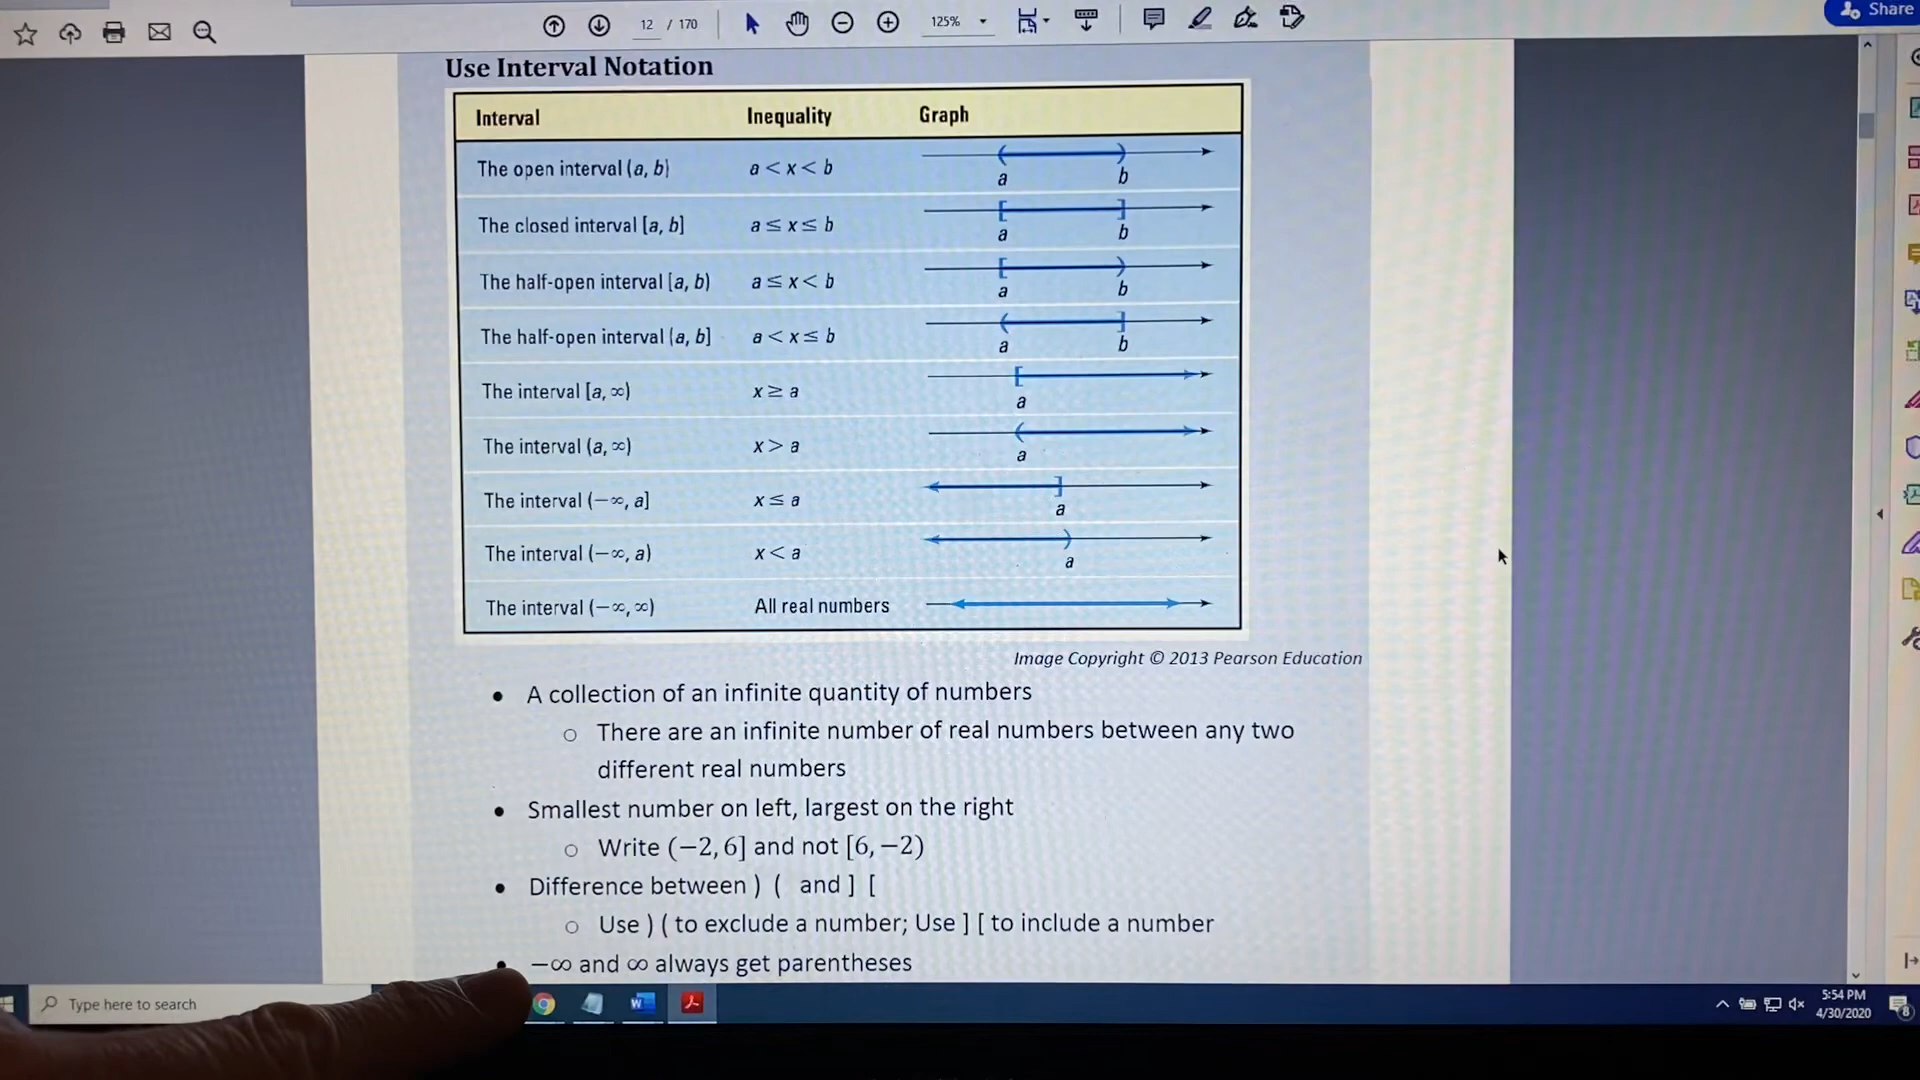 12 / 170
125%
Share
Use Interval Notation
Interval Inequality Graph
The open interval (a, b) a < x < b
a b
The closed interval [a, b] a ≤ x ≤ b
a b
The half-open interval [a, b) a ≤ x < b
a b
The half-open interval (a, b] a < x ≤ b
a b
The interval [a, ∞) x ≥ a
a
The interval (a, ∞) x > a
a
The interval (−∞, a] x ≤ a
a
The interval (−∞, a) x < a
a
The interval (−∞, ∞) All real numbers
Image Copyright © 2013 Pearson Education
• A collection of an infinite quantity of numbers
o There are an infinite number of real numbers between any two
different real numbers
• Smallest number on left, largest on the right
o Write (−2, 6] and not [6, −2)
• Difference between ) ( and ] [
o Use ) ( to exclude a number; Use ] [ to include a number
• −∞ and ∞ always get parentheses
Type here to search
5:54 PM
4/30/2020
8